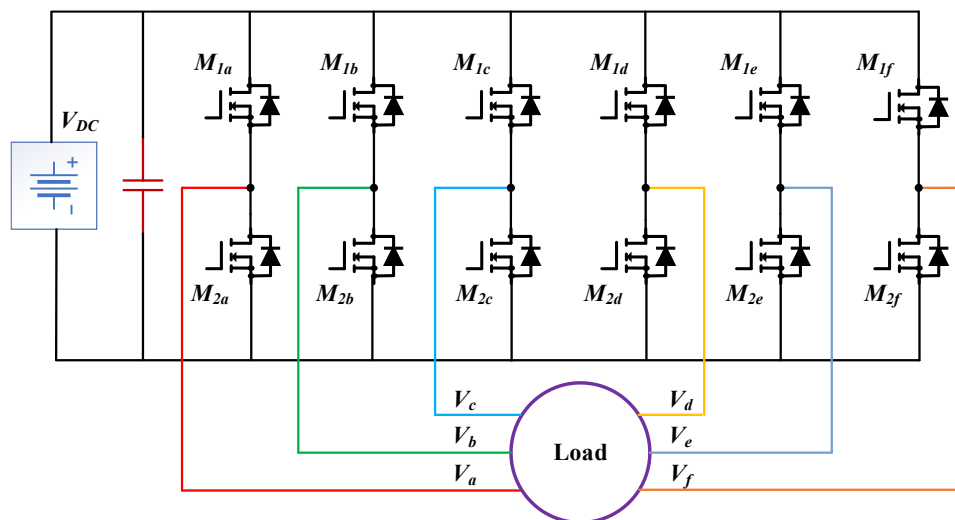 M1a M1b M1c M1d M1e M1f
VDC
+
M2a M2b M2c M2d M2e M2f
Vc Vd
Vb Load Ve
Va Vf